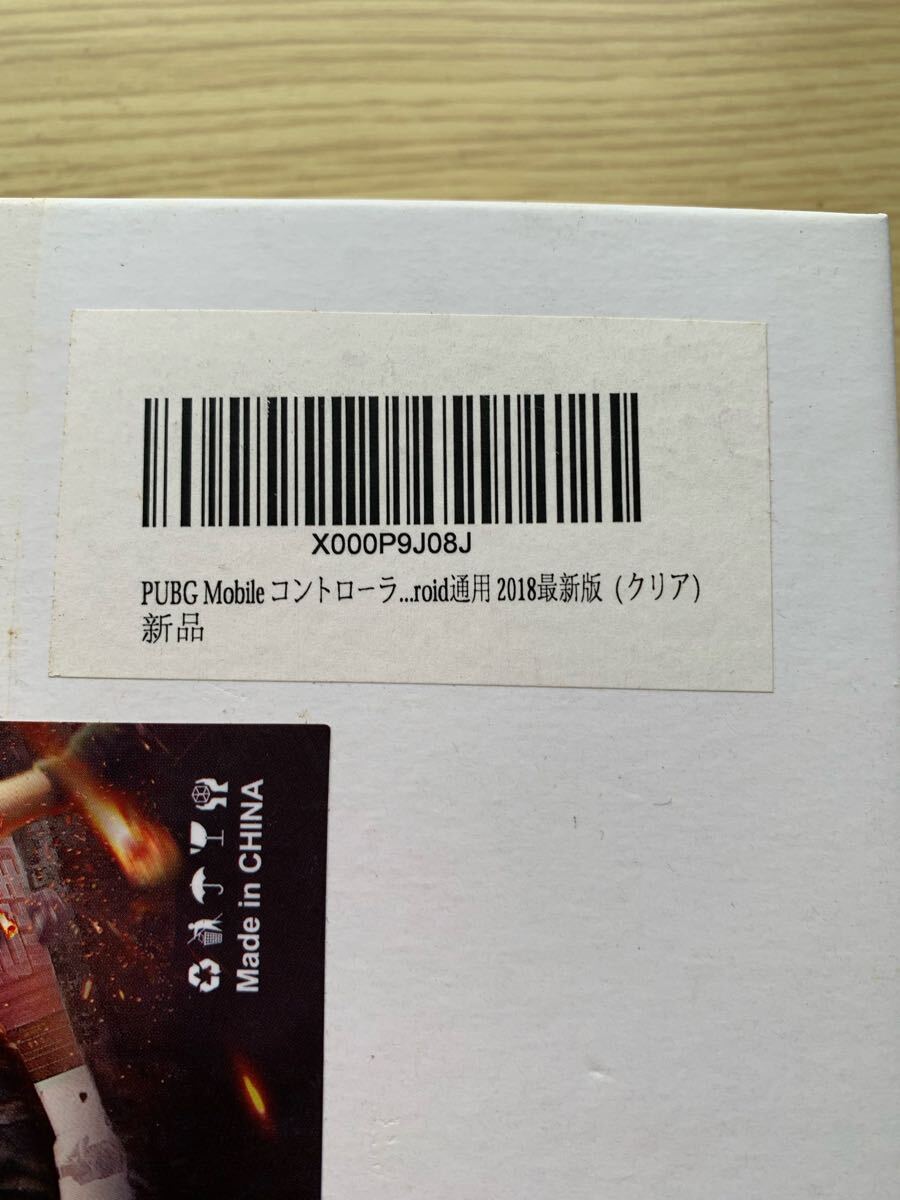 X000P9J08J
PUBG Mobile コントローラ...roid通用 2018最新版（クリア）
新品
Made in CHINA